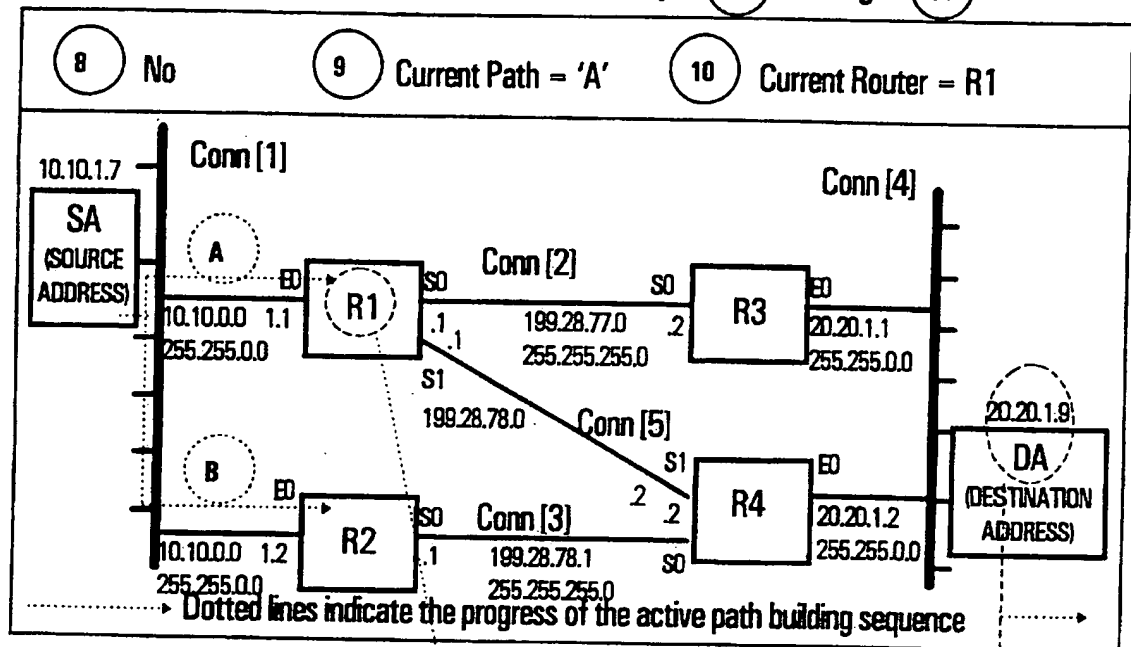 8 No 9 Current Path = 'A' 10 Current Router = R1
Conn [1]
10.10.1.7
Conn [4]
SA
(SOURCE
ADDRESS)
A
E0
R1
S0
Conn [2]
S0
R3
E0
10.10.0.0 1.1
.1
199.28.77.0
.2
20.20.1.1
255.255.0.0
.1
255.255.255.0
255.255.0.0
S1
199.28.78.0
Conn [5]
20.20.1.9
B
S1
E0
DA
E0
.2
.2
R4
(DESTINATION
R2
S0
Conn [3]
20.20.1.2
ADDRESS)
10.10.0.0 1.2
.1
199.28.78.1
S0
255.255.0.0
255.255.0.0
255.255.255.0
Dotted lines indicate the progress of the active path building sequence